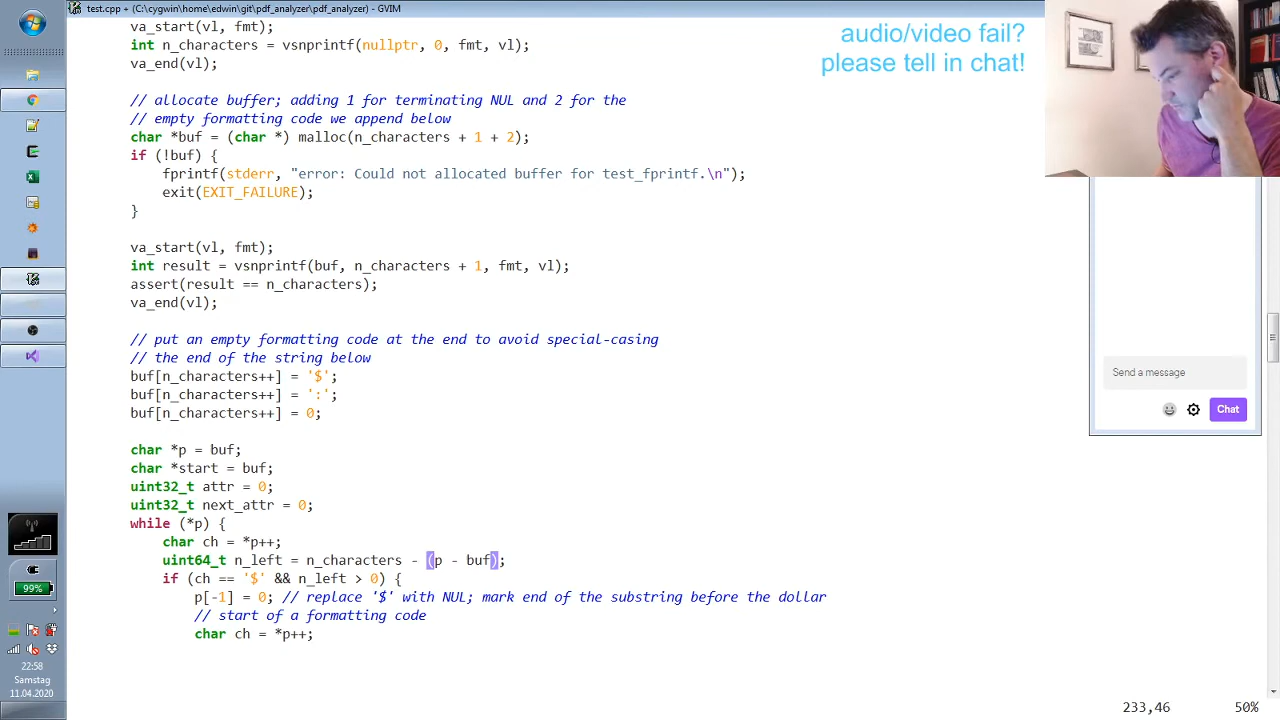 test.cpp + (C:\cygwin\home\edwin\git\pdf_analyzer\pdf_analyzer) - GVIM
va_start(vl, fmt);
int n_characters = vsnprintf(nullptr, 0, fmt, vl);
va_end(vl);
// allocate buffer; adding 1 for terminating NUL and 2 for the
// empty formatting code we append below
char *buf = (char *) malloc(n_characters + 1 + 2);
if (!buf) {
fprintf(stderr, "error: Could not allocated buffer for test_fprintf.\n");
exit(EXIT_FAILURE);
}
va_start(vl, fmt);
int result = vsnprintf(buf, n_characters + 1, fmt, vl);
assert(result == n_characters);
va_end(vl);
// put an empty formatting code at the end to avoid special-casing
// the end of the string below
buf[n_characters++] = '$';
buf[n_characters++] = ':';
buf[n_characters++] = 0;
char *p = buf;
char *start = buf;
uint32_t attr = 0;
uint32_t next_attr = 0;
while (*p) {
char ch = *p++;
uint64_t n_left = n_characters - (p - buf);
if (ch == '$' && n_left > 0) {
p[-1] = 0; // replace '$' with NUL; mark end of the substring before the dollar
// start of a formatting code
char ch = *p++;
233,46 50%
audio/video fail?
please tell in chat!
Send a message
Chat
99%
22:58
Samstag
11.04.2020